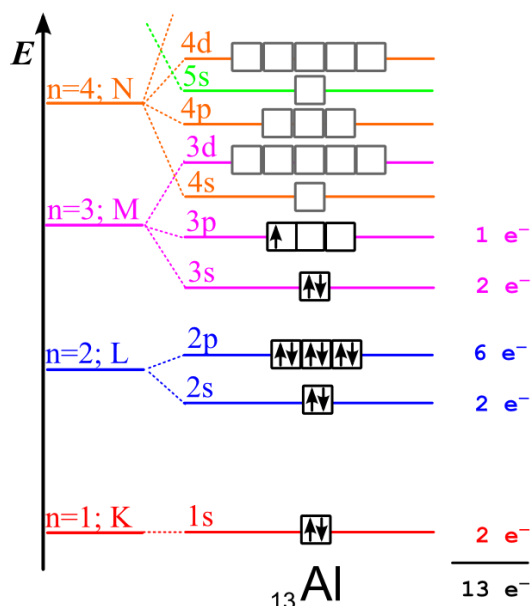 E
4d
5s
n=4; N
4p
3d
4s
n=3; M
3p
1 e⁻
3s
2 e⁻
2p
6 e⁻
n=2; L
2s
2 e⁻
n=1; K
1s
2 e⁻
₁₃Al
13 e⁻